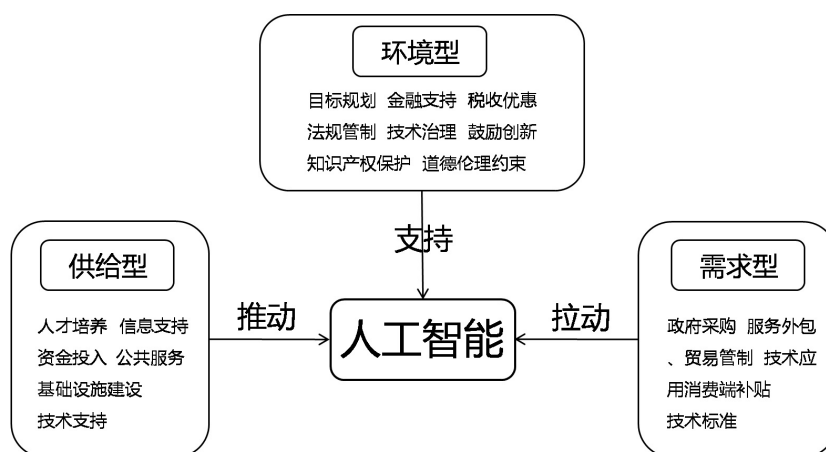 环境型
目标规划 金融支持 税收优惠
法规管制 技术治理 鼓励创新
知识产权保护 道德伦理约束
支持
供给型
人才培养 信息支持
资金投入 公共服务
基础设施建设
技术支持
推动
人工智能
拉动
需求型
政府采购 服务外包
、贸易管制 技术应
用消费端补贴
技术标准